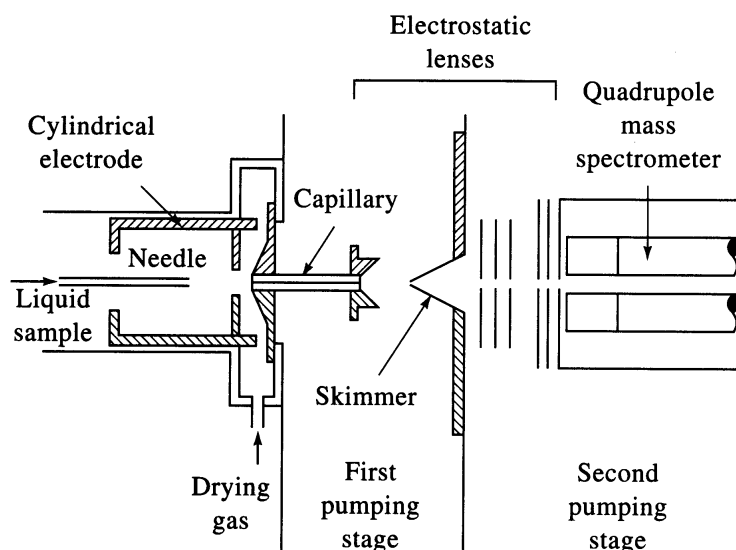 Electrostatic
lenses
Quadrupole
mass
spectrometer
Cylindrical
electrode
Capillary
Needle
Liquid
sample
Skimmer
Drying
gas
First
pumping
stage
Second
pumping
stage